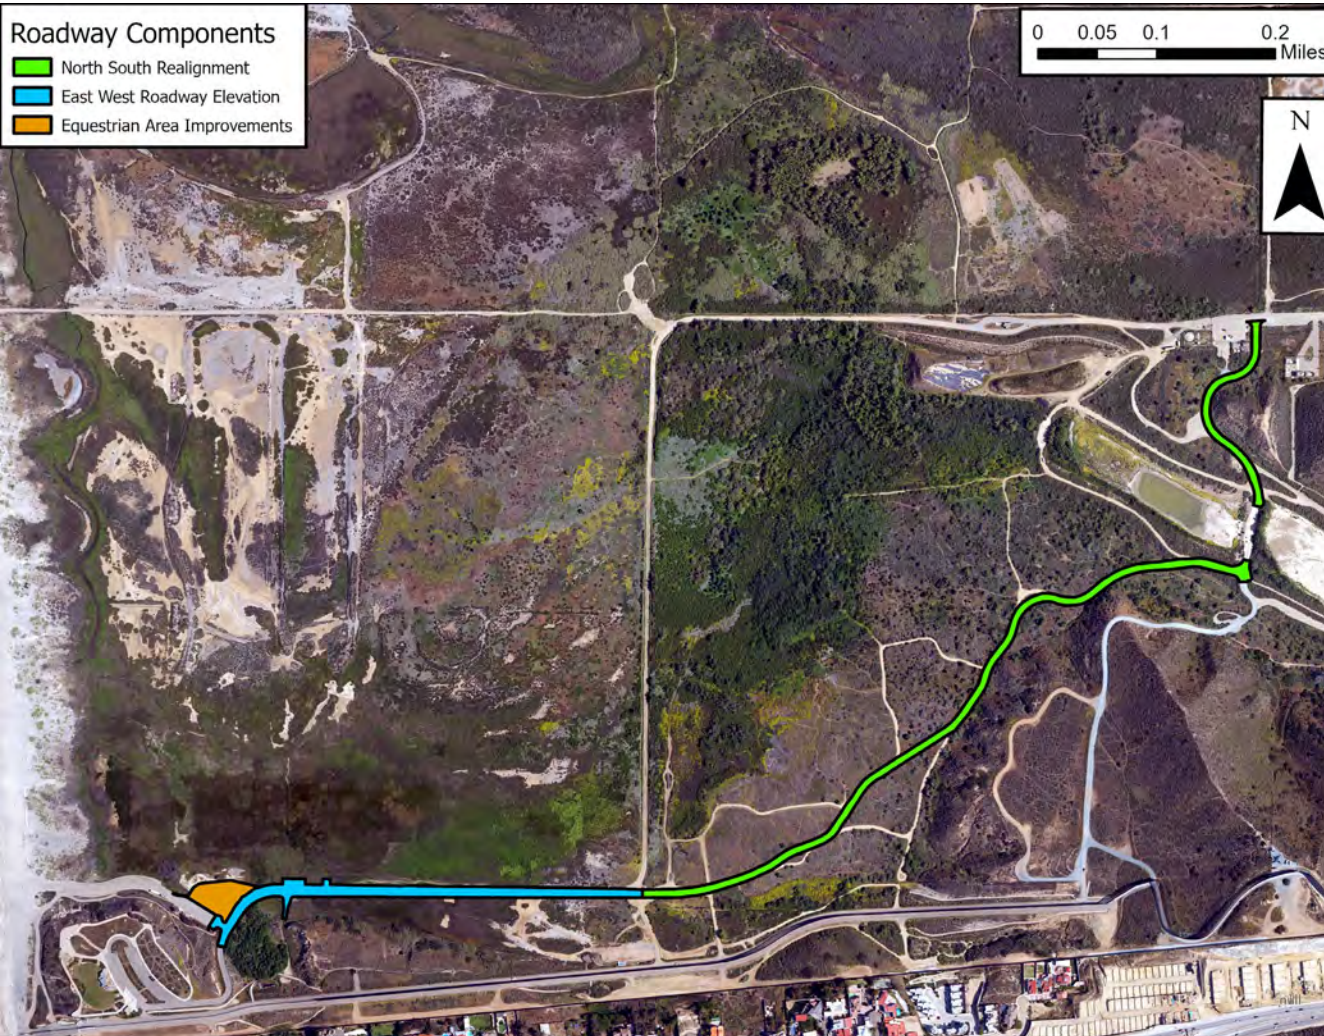 Roadway Components
North South Realignment
East West Roadway Elevation
Equestrian Area Improvements
0 0.05 0.1 0.2
Miles
N